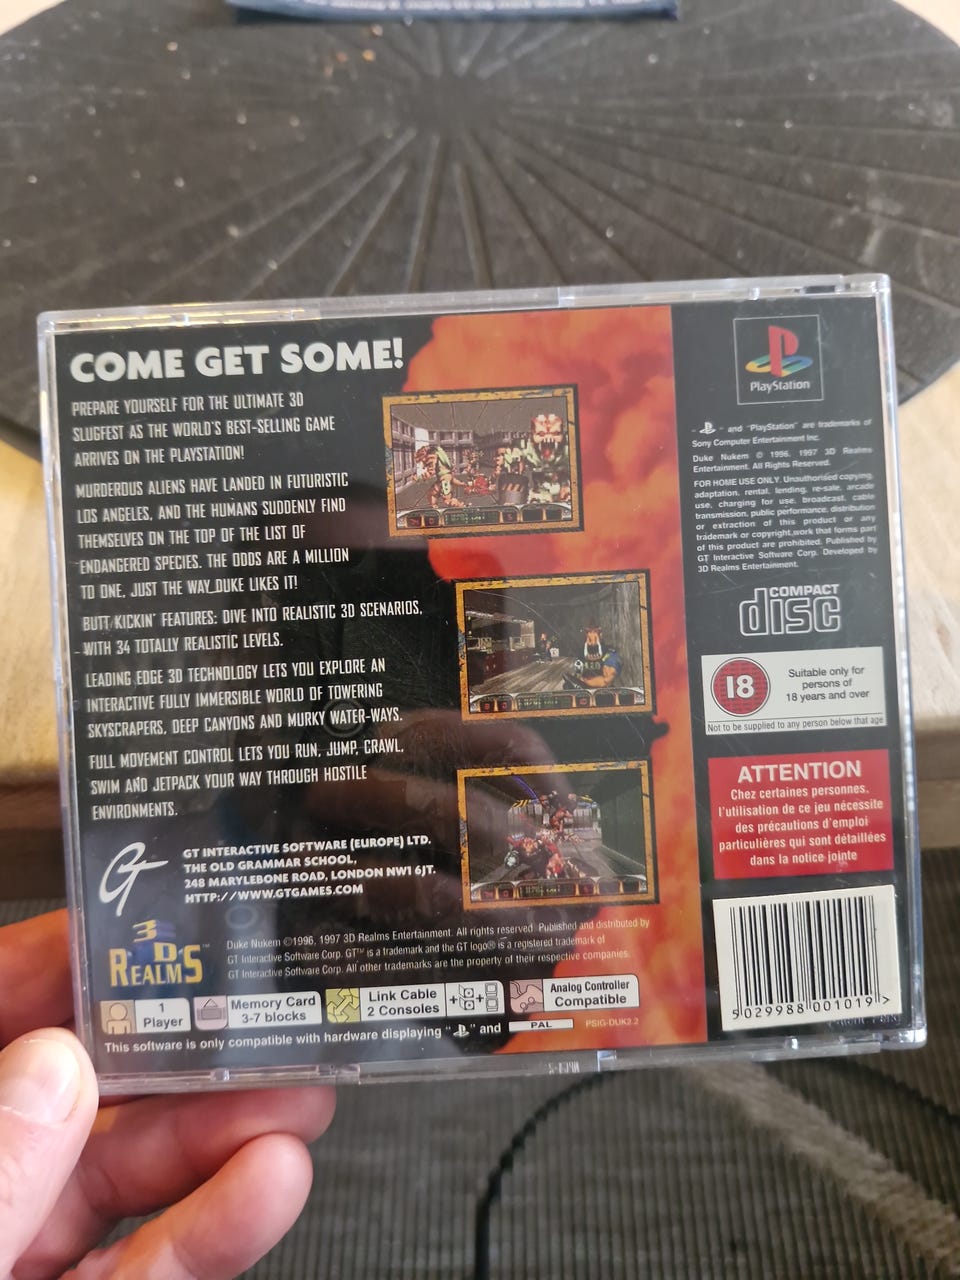 COME GET SOME!
PREPARE YOURSELF FOR THE ULTIMATE 3D
SLUGFEST AS THE WORLD'S BEST-SELLING GAME
ARRIVES ON THE PLAYSTATION!
MURDEROUS ALIENS HAVE LANDED IN FUTURISTIC
LOS ANGELES, AND THE HUMANS SUDDENLY FIND
THEMSELVES ON THE TOP OF THE LIST OF
ENDANGERED SPECIES. THE ODDS ARE A MILLION
TO ONE, JUST THE WAY DUKE LIKES IT!
BUTT KICKIN' FEATURES: DIVE INTO REALISTIC 3D SCENARIOS,
WITH 34 TOTALLY REALISTIC LEVELS.
LEADING EDGE 3D TECHNOLOGY LETS YOU EXPLORE AN
INTERACTIVE FULLY IMMERSIBLE WORLD OF TOWERING
SKYSCRAPERS, DEEP CANYONS AND MURKY WATER-WAYS.
FULL MOVEMENT CONTROL LETS YOU RUN, JUMP, CRAWL,
SWIM AND JETPACK YOUR WAY THROUGH HOSTILE
ENVIRONMENTS.
GT
GT INTERACTIVE SOFTWARE (EUROPE) LTD.
THE OLD GRAMMAR SCHOOL,
248 MARYLEBONE ROAD, LONDON NW1 6JT.
HTTP://WWW.GTGAMES.COM
3D REALMS™
Duke Nukem ©1996, 1997 3D Realms Entertainment. All rights reserved. Published and distributed by
GT Interactive Software Corp. GT™ is a trademark and the GT logo® is a registered trademark of
GT Interactive Software Corp. All other trademarks are the property of their respective companies.
1
Player
Memory Card
3-7 blocks
Link Cable
2 Consoles
Analog Controller
Compatible
This software is only compatible with hardware displaying " " and
PAL
PSIG-DUK2.2
PlayStation
" " and "PlayStation" are trademarks of
Sony Computer Entertainment Inc.
Duke Nukem © 1996, 1997 3D Realms
Entertainment. All Rights Reserved.
FOR HOME USE ONLY. Unauthorised copying,
adaptation, rental, lending, re-sale, arcade
use, charging for use, broadcast, cable
transmission, public performance, distribution
or extraction of this product or any
trademark or copyright work that forms part
of this product are prohibited. Published by
GT Interactive Software Corp. Developed by
3D Realms Entertainment.
COMPACT
disc
18
Suitable only for
persons of
18 years and over
Not to be supplied to any person below that age
ATTENTION
Chez certaines personnes,
l'utilisation de ce jeu nécessite
des précautions d'emploi
particulières qui sont détaillées
dans la notice jointe
5 029988 001019 >